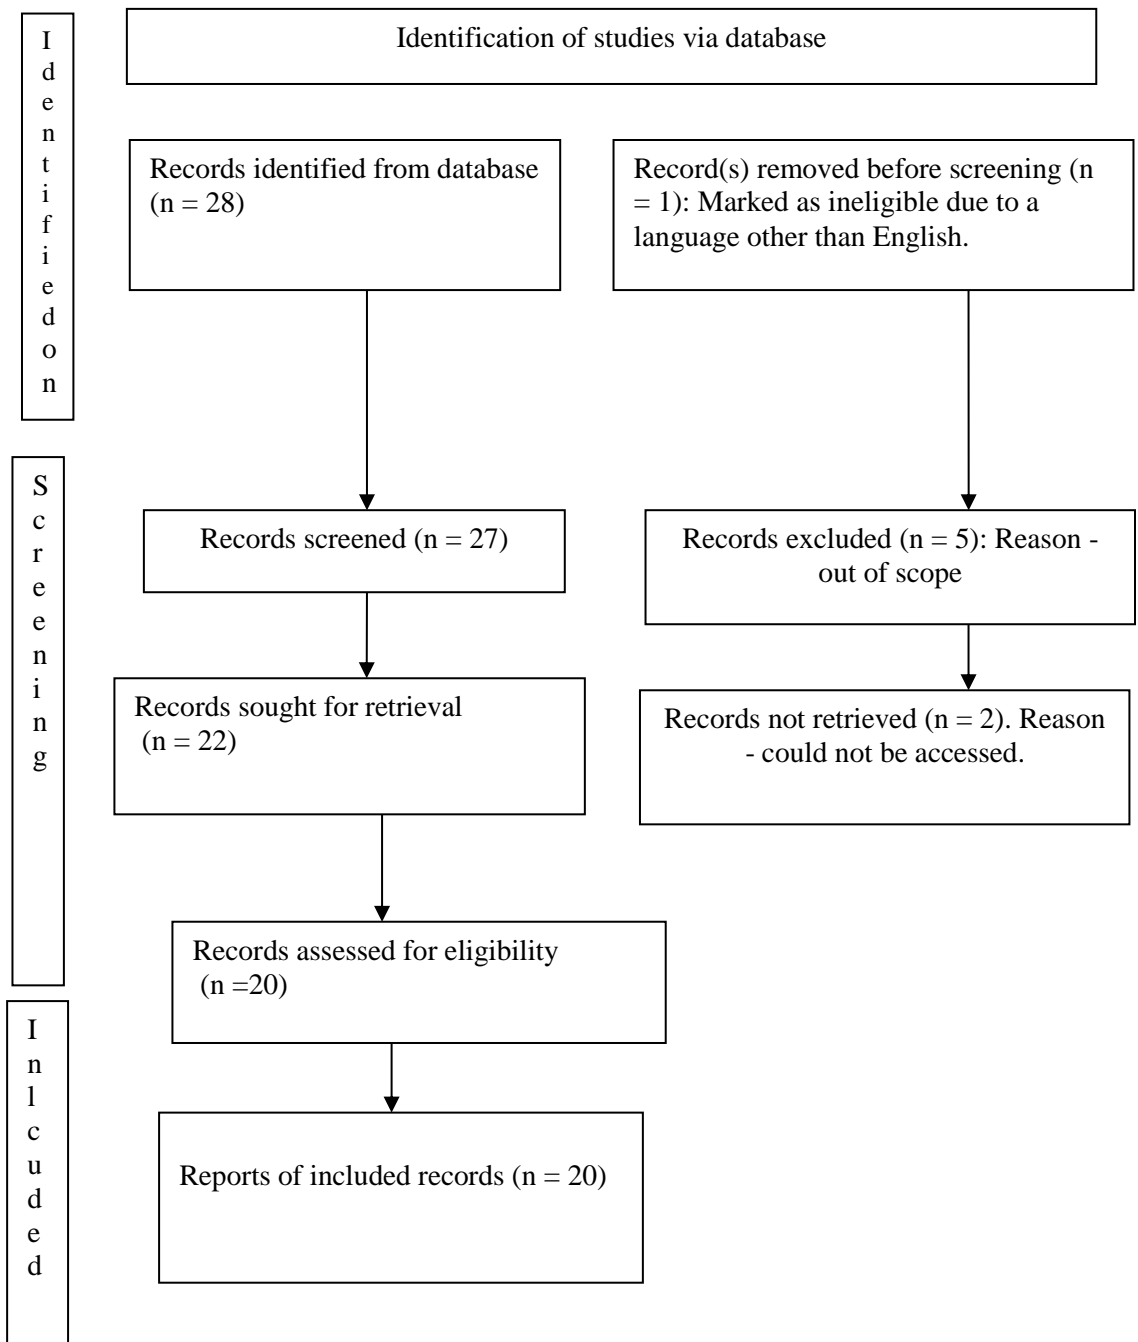 Identifiedon
Identification of studies via database
Records identified from database
(n = 28)
Record(s) removed before screening (n
= 1): Marked as ineligible due to a
language other than English.
Screening
Records screened (n = 27)
Records excluded (n = 5): Reason -
out of scope
Records sought for retrieval
(n = 22)
Records not retrieved (n = 2). Reason
- could not be accessed.
Records assessed for eligibility
(n =20)
Inlcuded
Reports of included records (n = 20)